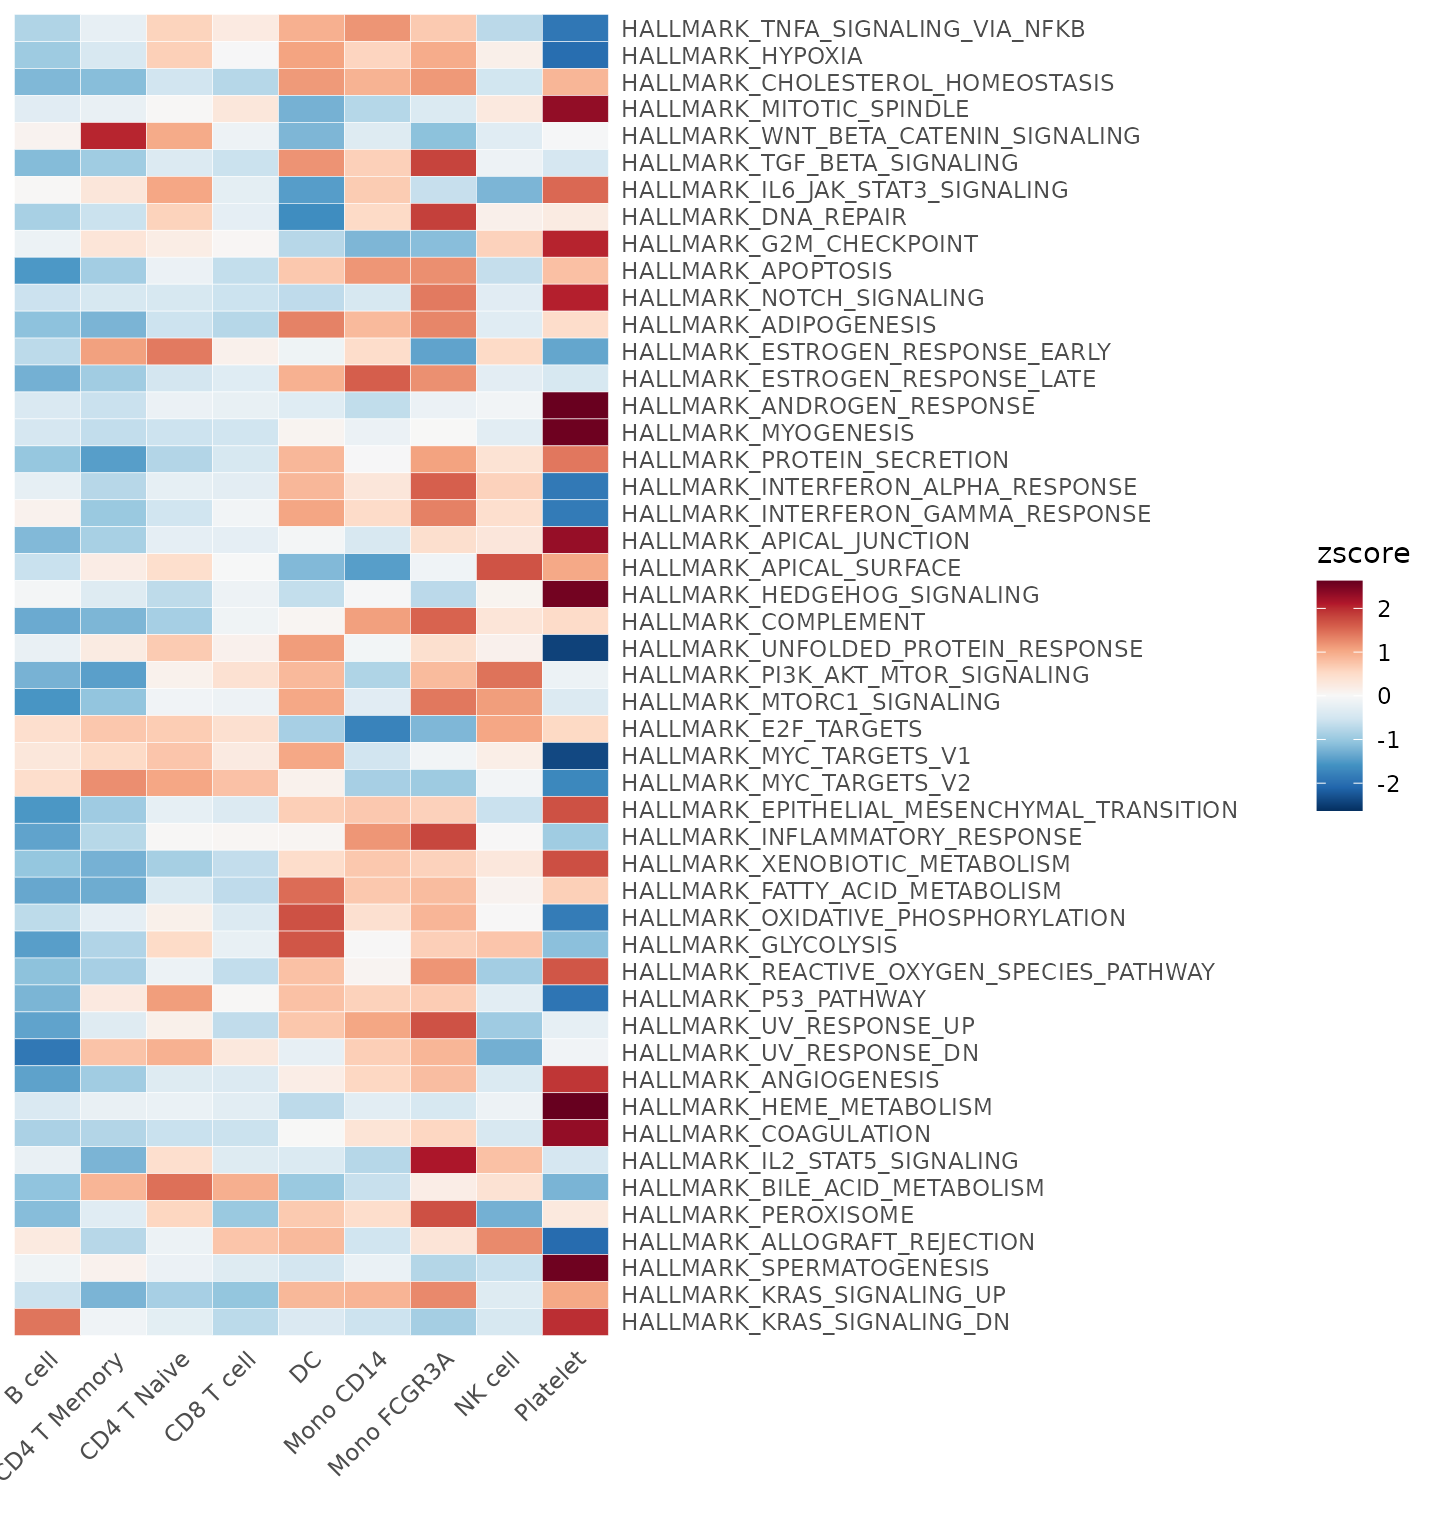 HALLMARK_TNFA_SIGNALING_VIA_NFKB
HALLMARK_HYPOXIA
HALLMARK_CHOLESTEROL_HOMEOSTASIS
HALLMARK_MITOTIC_SPINDLE
HALLMARK_WNT_BETA_CATENIN_SIGNALING
HALLMARK_TGF_BETA_SIGNALING
HALLMARK_IL6_JAK_STAT3_SIGNALING
HALLMARK_DNA_REPAIR
HALLMARK_G2M_CHECKPOINT
HALLMARK_APOPTOSIS
HALLMARK_NOTCH_SIGNALING
HALLMARK_ADIPOGENESIS
HALLMARK_ESTROGEN_RESPONSE_EARLY
HALLMARK_ESTROGEN_RESPONSE_LATE
HALLMARK_ANDROGEN_RESPONSE
HALLMARK_MYOGENESIS
HALLMARK_PROTEIN_SECRETION
HALLMARK_INTERFERON_ALPHA_RESPONSE
HALLMARK_INTERFERON_GAMMA_RESPONSE
HALLMARK_APICAL_JUNCTION
HALLMARK_APICAL_SURFACE
HALLMARK_HEDGEHOG_SIGNALING
HALLMARK_COMPLEMENT
HALLMARK_UNFOLDED_PROTEIN_RESPONSE
HALLMARK_PI3K_AKT_MTOR_SIGNALING
HALLMARK_MTORC1_SIGNALING
HALLMARK_E2F_TARGETS
HALLMARK_MYC_TARGETS_V1
HALLMARK_MYC_TARGETS_V2
HALLMARK_EPITHELIAL_MESENCHYMAL_TRANSITION
HALLMARK_INFLAMMATORY_RESPONSE
HALLMARK_XENOBIOTIC_METABOLISM
HALLMARK_FATTY_ACID_METABOLISM
HALLMARK_OXIDATIVE_PHOSPHORYLATION
HALLMARK_GLYCOLYSIS
HALLMARK_REACTIVE_OXYGEN_SPECIES_PATHWAY
HALLMARK_P53_PATHWAY
HALLMARK_UV_RESPONSE_UP
HALLMARK_UV_RESPONSE_DN
HALLMARK_ANGIOGENESIS
HALLMARK_HEME_METABOLISM
HALLMARK_COAGULATION
HALLMARK_IL2_STAT5_SIGNALING
HALLMARK_BILE_ACID_METABOLISM
HALLMARK_PEROXISOME
HALLMARK_ALLOGRAFT_REJECTION
HALLMARK_SPERMATOGENESIS
HALLMARK_KRAS_SIGNALING_UP
HALLMARK_KRAS_SIGNALING_DN
B cell
CD4 T Memory
CD4 T Naive
CD8 T cell
DC
Mono CD14
Mono FCGR3A
NK cell
Platelet
zscore
2
1
0
-1
-2